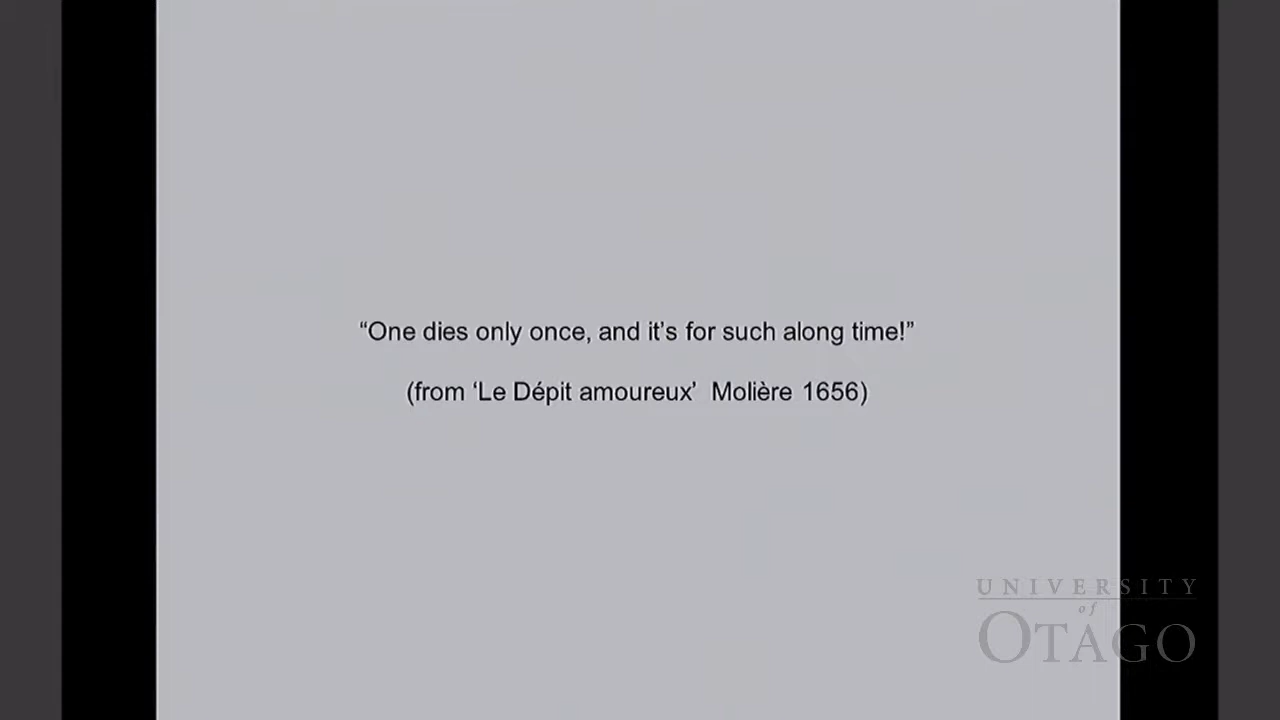 “One dies only once, and it’s for such along time!”
(from ‘Le Dépit amoureux’ Molière 1656)
UNIVERSITY
of
OTAGO